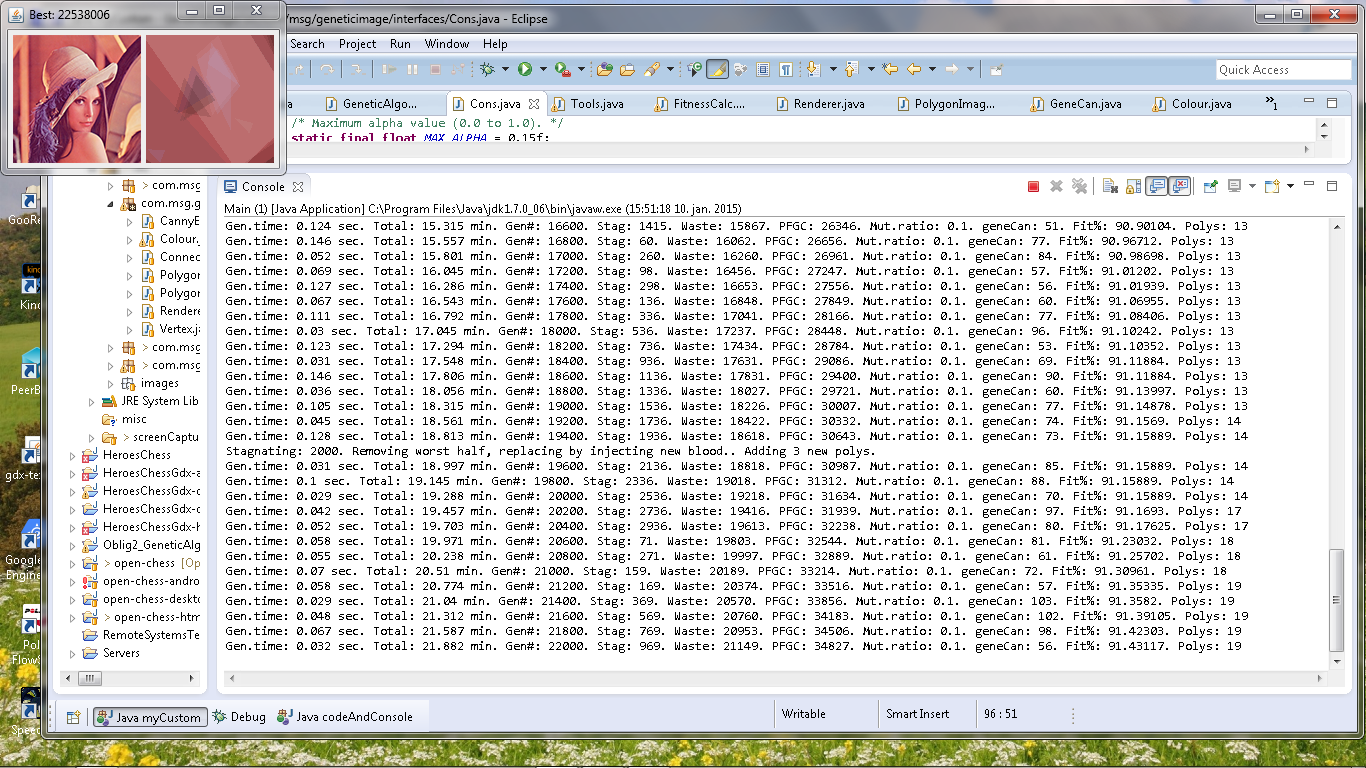 Best: 22538006
/msg/geneticimage/interfaces/Cons.java - Eclipse
Search Project Run Window Help
Quick Access
GeneticAlgo... Cons.java Tools.java FitnessCalc.... Renderer.java PolygonImag... GeneCan.java Colour.java »1
/* Maximum alpha value (0.0 to 1.0). */
static final float MAX_ALPHA = 0.15f;
> com.msg
com.msg.g
CannyE
Colour.
Connec
Polygor
Polygor
Rendere
Vertex.ja
> com.msg
> com.msg
images
JRE System Lib
misc
> screenCaptu
HeroesChess
HeroesChessGdx-a
HeroesChessGdx-c
HeroesChessGdx-c
HeroesChessGdx-h
Oblig2_GeneticAlg
> open-chess [Op
open-chess-andro
open-chess-deskto
> open-chess-htm
RemoteSystemsTe
Servers
Console
Main (1) [Java Application] C:\Program Files\Java\jdk1.7.0_06\bin\javaw.exe (15:51:18 10. jan. 2015)
Gen.time: 0.124 sec. Total: 15.315 min. Gen#: 16600. Stag: 1415. Waste: 15867. PFGC: 26346. Mut.ratio: 0.1. geneCan: 51. Fit%: 90.90104. Polys: 13
Gen.time: 0.146 sec. Total: 15.557 min. Gen#: 16800. Stag: 60. Waste: 16062. PFGC: 26656. Mut.ratio: 0.1. geneCan: 77. Fit%: 90.96712. Polys: 13
Gen.time: 0.052 sec. Total: 15.801 min. Gen#: 17000. Stag: 260. Waste: 16260. PFGC: 26961. Mut.ratio: 0.1. geneCan: 84. Fit%: 90.98698. Polys: 13
Gen.time: 0.069 sec. Total: 16.045 min. Gen#: 17200. Stag: 98. Waste: 16456. PFGC: 27247. Mut.ratio: 0.1. geneCan: 57. Fit%: 91.01202. Polys: 13
Gen.time: 0.127 sec. Total: 16.286 min. Gen#: 17400. Stag: 298. Waste: 16653. PFGC: 27550. Mut.ratio: 0.1. geneCan: 56. Fit%: 91.01939. Polys: 13
Gen.time: 0.067 sec. Total: 16.543 min. Gen#: 17600. Stag: 136. Waste: 16848. PFGC: 27849. Mut.ratio: 0.1. geneCan: 60. Fit%: 91.06955. Polys: 13
Gen.time: 0.111 sec. Total: 16.792 min. Gen#: 17800. Stag: 336. Waste: 17041. PFGC: 28166. Mut.ratio: 0.1. geneCan: 77. Fit%: 91.08406. Polys: 13
Gen.time: 0.03 sec. Total: 17.045 min. Gen#: 18000. Stag: 536. Waste: 17237. PFGC: 28448. Mut.ratio: 0.1. geneCan: 96. Fit%: 91.10242. Polys: 13
Gen.time: 0.123 sec. Total: 17.294 min. Gen#: 18200. Stag: 736. Waste: 17434. PFGC: 28784. Mut.ratio: 0.1. geneCan: 53. Fit%: 91.10352. Polys: 13
Gen.time: 0.031 sec. Total: 17.548 min. Gen#: 18400. Stag: 936. Waste: 17631. PFGC: 29086. Mut.ratio: 0.1. geneCan: 69. Fit%: 91.11884. Polys: 13
Gen.time: 0.146 sec. Total: 17.806 min. Gen#: 18600. Stag: 1136. Waste: 17831. PFGC: 29400. Mut.ratio: 0.1. geneCan: 90. Fit%: 91.11884. Polys: 13
Gen.time: 0.036 sec. Total: 18.056 min. Gen#: 18800. Stag: 1336. Waste: 18027. PFGC: 29721. Mut.ratio: 0.1. geneCan: 60. Fit%: 91.13997. Polys: 13
Gen.time: 0.105 sec. Total: 18.315 min. Gen#: 19000. Stag: 1536. Waste: 18226. PFGC: 30007. Mut.ratio: 0.1. geneCan: 77. Fit%: 91.14878. Polys: 13
Gen.time: 0.045 sec. Total: 18.561 min. Gen#: 19200. Stag: 1736. Waste: 18422. PFGC: 30332. Mut.ratio: 0.1. geneCan: 74. Fit%: 91.1569. Polys: 14
Gen.time: 0.128 sec. Total: 18.813 min. Gen#: 19400. Stag: 1936. Waste: 18618. PFGC: 30643. Mut.ratio: 0.1. geneCan: 73. Fit%: 91.15889. Polys: 14
Stagnating: 2000. Removing worst half, replacing by injecting new blood.. Adding 3 new polys.
Gen.time: 0.031 sec. Total: 18.997 min. Gen#: 19600. Stag: 2136. Waste: 18818. PFGC: 30987. Mut.ratio: 0.1. geneCan: 85. Fit%: 91.15889. Polys: 14
Gen.time: 0.1 sec. Total: 19.145 min. Gen#: 19800. Stag: 2336. Waste: 19018. PFGC: 31312. Mut.ratio: 0.1. geneCan: 88. Fit%: 91.15889. Polys: 14
Gen.time: 0.029 sec. Total: 19.288 min. Gen#: 20000. Stag: 2536. Waste: 19218. PFGC: 31634. Mut.ratio: 0.1. geneCan: 70. Fit%: 91.15889. Polys: 14
Gen.time: 0.042 sec. Total: 19.457 min. Gen#: 20200. Stag: 2736. Waste: 19416. PFGC: 31939. Mut.ratio: 0.1. geneCan: 97. Fit%: 91.1693. Polys: 17
Gen.time: 0.052 sec. Total: 19.703 min. Gen#: 20400. Stag: 2936. Waste: 19613. PFGC: 32238. Mut.ratio: 0.1. geneCan: 80. Fit%: 91.17625. Polys: 17
Gen.time: 0.058 sec. Total: 19.971 min. Gen#: 20600. Stag: 71. Waste: 19803. PFGC: 32544. Mut.ratio: 0.1. geneCan: 81. Fit%: 91.23032. Polys: 18
Gen.time: 0.055 sec. Total: 20.238 min. Gen#: 20800. Stag: 271. Waste: 19997. PFGC: 32889. Mut.ratio: 0.1. geneCan: 61. Fit%: 91.25702. Polys: 18
Gen.time: 0.07 sec. Total: 20.51 min. Gen#: 21000. Stag: 159. Waste: 20189. PFGC: 33214. Mut.ratio: 0.1. geneCan: 72. Fit%: 91.30961. Polys: 18
Gen.time: 0.058 sec. Total: 20.774 min. Gen#: 21200. Stag: 169. Waste: 20374. PFGC: 33516. Mut.ratio: 0.1. geneCan: 57. Fit%: 91.35335. Polys: 19
Gen.time: 0.029 sec. Total: 21.04 min. Gen#: 21400. Stag: 369. Waste: 20570. PFGC: 33856. Mut.ratio: 0.1. geneCan: 103. Fit%: 91.3582. Polys: 19
Gen.time: 0.048 sec. Total: 21.312 min. Gen#: 21600. Stag: 569. Waste: 20760. PFGC: 34183. Mut.ratio: 0.1. geneCan: 102. Fit%: 91.39105. Polys: 19
Gen.time: 0.067 sec. Total: 21.587 min. Gen#: 21800. Stag: 769. Waste: 20953. PFGC: 34506. Mut.ratio: 0.1. geneCan: 98. Fit%: 91.42303. Polys: 19
Gen.time: 0.032 sec. Total: 21.882 min. Gen#: 22000. Stag: 969. Waste: 21149. PFGC: 34827. Mut.ratio: 0.1. geneCan: 56. Fit%: 91.43117. Polys: 19
Java myCustom Debug Java codeAndConsole
Writable Smart Insert 96 : 51
GooRe
Kin
PeerB
gdx-te
Google
Engine
Pol
Flow
Speed